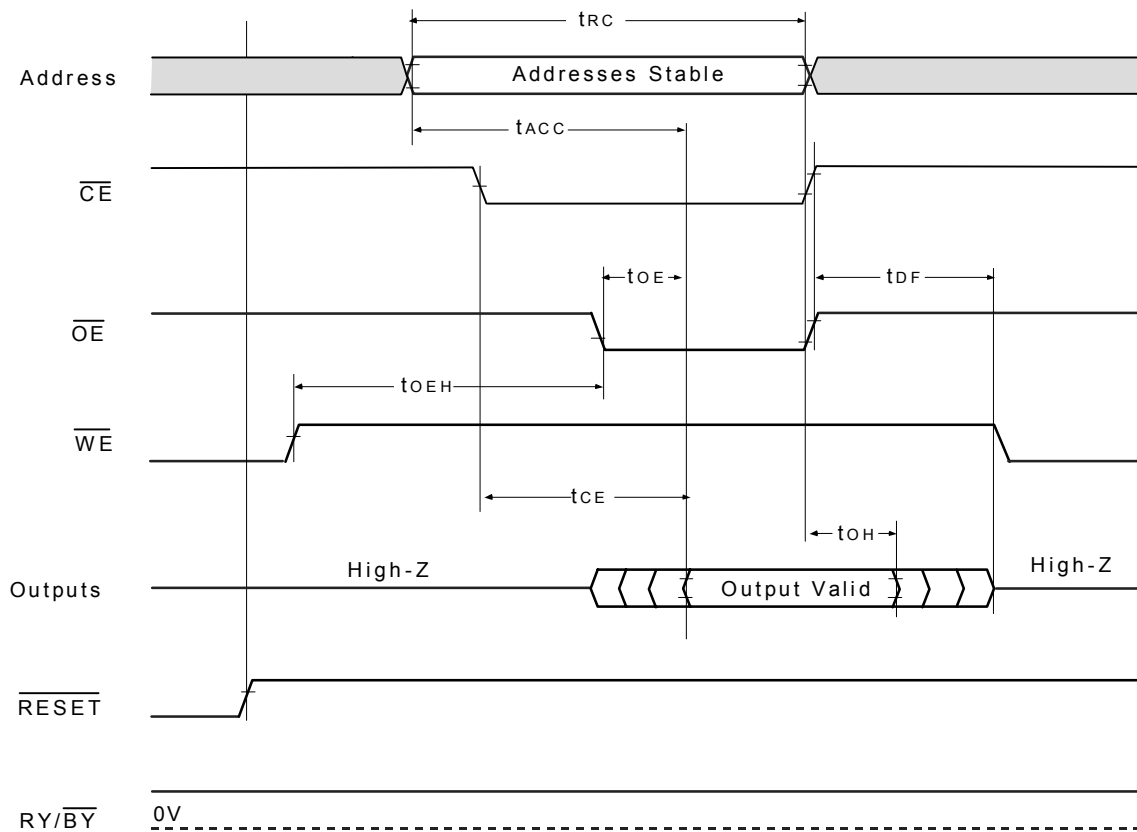 tRC
Address
Addresses Stable
tACC
CE
tOE
tDF
OE
tOEH
WE
tCE
tOH
High-Z
High-Z
Outputs
Output Valid
RESET
0V
RY/BY